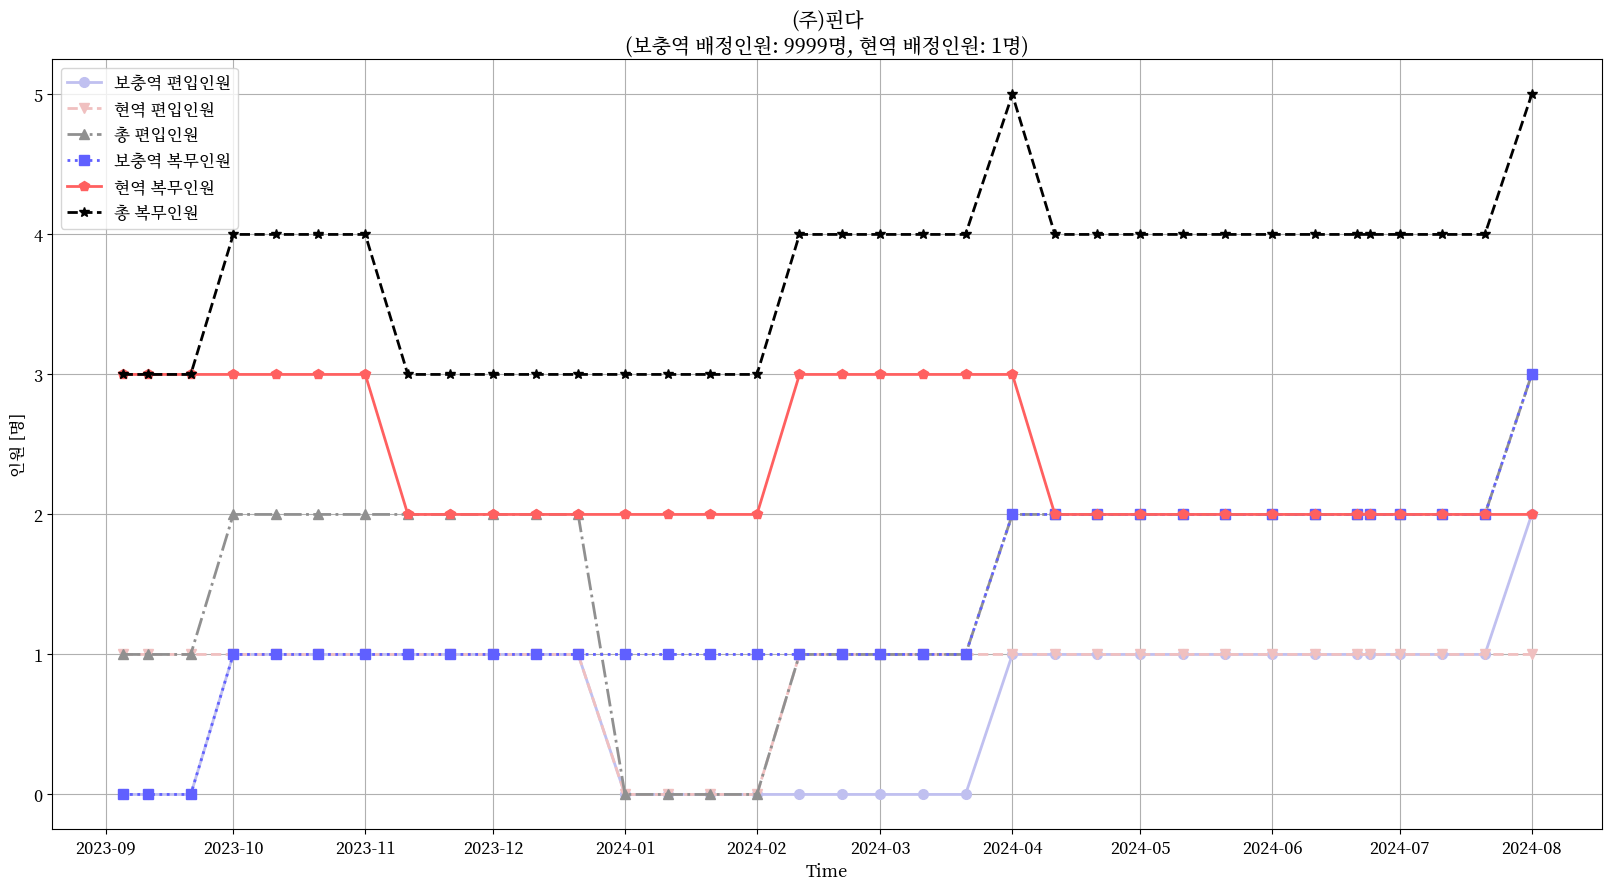 (주)핀다
(보충역 배정인원: 9999명, 현역 배정인원: 1명)
보충역 편입인원
현역 편입인원
총 편입인원
보충역 복무인원
현역 복무인원
총 복무인원
인원 [명]
5
4
3
2
1
0
2023-09 2023-10 2023-11 2023-12 2024-01 2024-02 2024-03 2024-04 2024-05 2024-06 2024-07 2024-08
Time